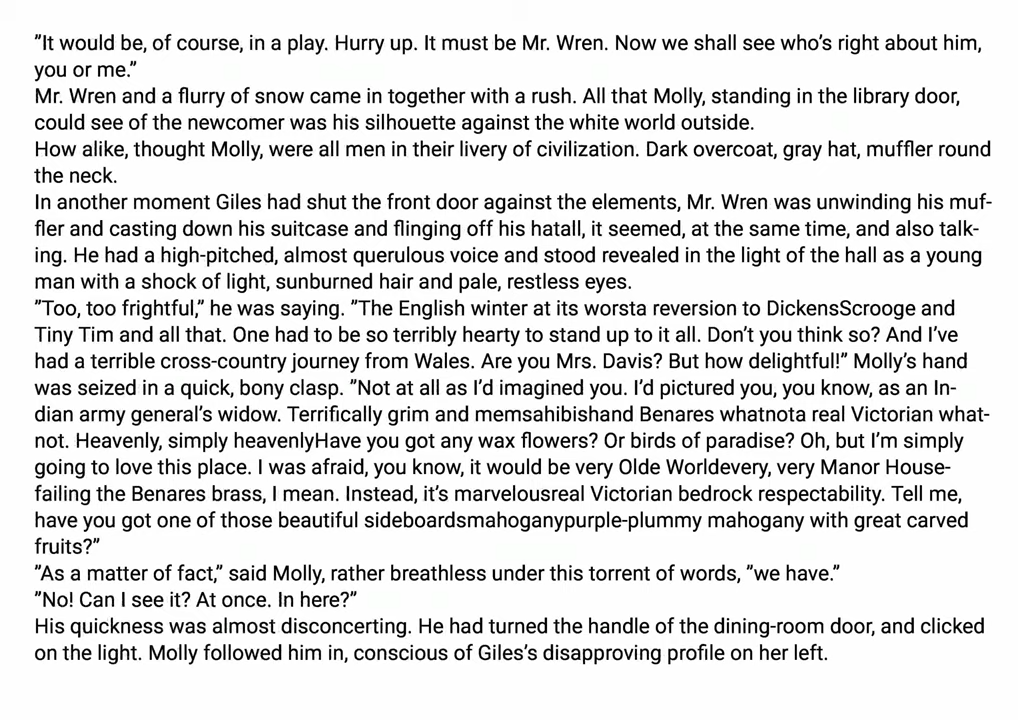 ”It would be, of course, in a play. Hurry up. It must be Mr. Wren. Now we shall see who’s right about him,
you or me.”
Mr. Wren and a flurry of snow came in together with a rush. All that Molly, standing in the library door,
could see of the newcomer was his silhouette against the white world outside.
How alike, thought Molly, were all men in their livery of civilization. Dark overcoat, gray hat, muffler round
the neck.
In another moment Giles had shut the front door against the elements, Mr. Wren was unwinding his muf-
fler and casting down his suitcase and flinging off his hatall, it seemed, at the same time, and also talk-
ing. He had a high-pitched, almost querulous voice and stood revealed in the light of the hall as a young
man with a shock of light, sunburned hair and pale, restless eyes.
”Too, too frightful,” he was saying. ”The English winter at its worsta reversion to DickensScrooge and
Tiny Tim and all that. One had to be so terribly hearty to stand up to it all. Don’t you think so? And I’ve
had a terrible cross-country journey from Wales. Are you Mrs. Davis? But how delightful!” Molly’s hand
was seized in a quick, bony clasp. ”Not at all as I’d imagined you. I’d pictured you, you know, as an In-
dian army general’s widow. Terrifically grim and memsahibishand Benares whatnota real Victorian what-
not. Heavenly, simply heavenlyHave you got any wax flowers? Or birds of paradise? Oh, but I’m simply
going to love this place. I was afraid, you know, it would be very Olde Worldevery, very Manor House-
failing the Benares brass, I mean. Instead, it’s marvelousreal Victorian bedrock respectability. Tell me,
have you got one of those beautiful sideboardsmahoganypurple-plummy mahogany with great carved
fruits?”
”As a matter of fact,” said Molly, rather breathless under this torrent of words, ”we have.”
”No! Can I see it? At once. In here?”
His quickness was almost disconcerting. He had turned the handle of the dining-room door, and clicked
on the light. Molly followed him in, conscious of Giles’s disapproving profile on her left.